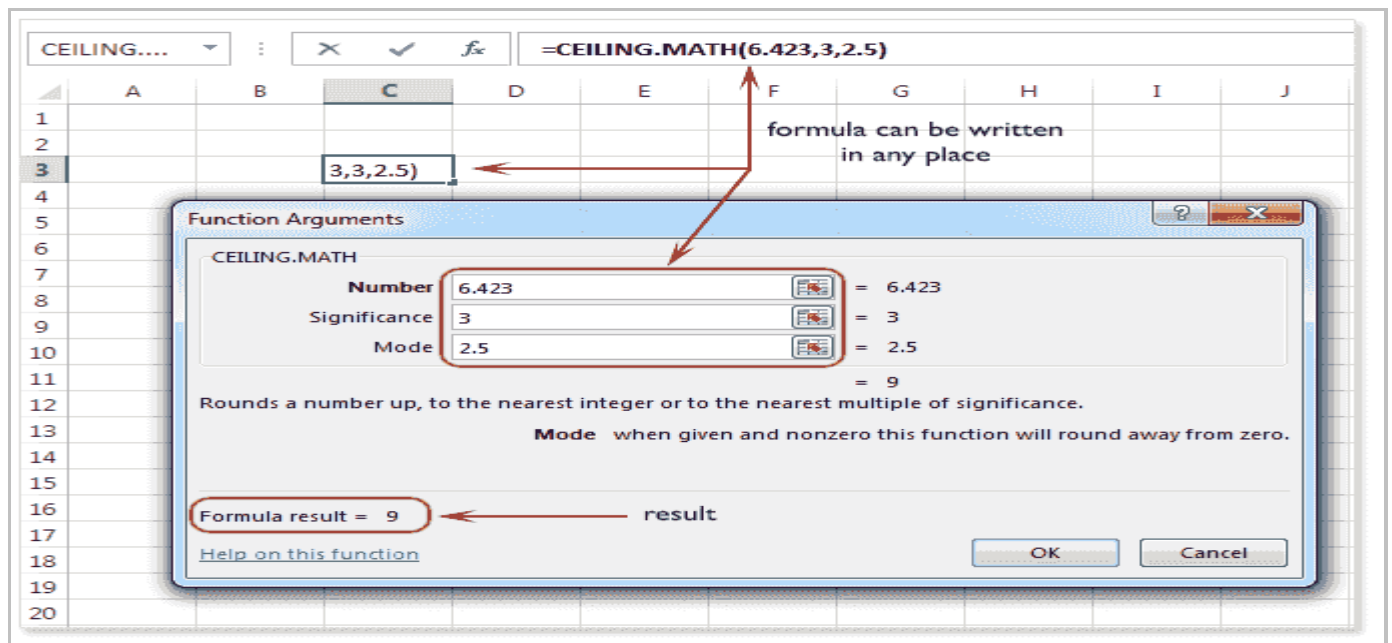 CEILING.... fx =CEILING.MATH(6.423,3,2.5)
A B C D E F G H I J
1
formula can be written
2
in any place
3 3,3,2.5)
4
5 Function Arguments ? X
6 CEILING.MATH
7 Number 6.423 = 6.423
8
9 Significance 3 = 3
10 Mode 2.5 = 2.5
11 = 9
12 Rounds a number up, to the nearest integer or to the nearest multiple of significance.
13 Mode when given and nonzero this function will round away from zero.
14
15
16 Formula result = 9 result
17
18 Help on this function OK Cancel
19
20